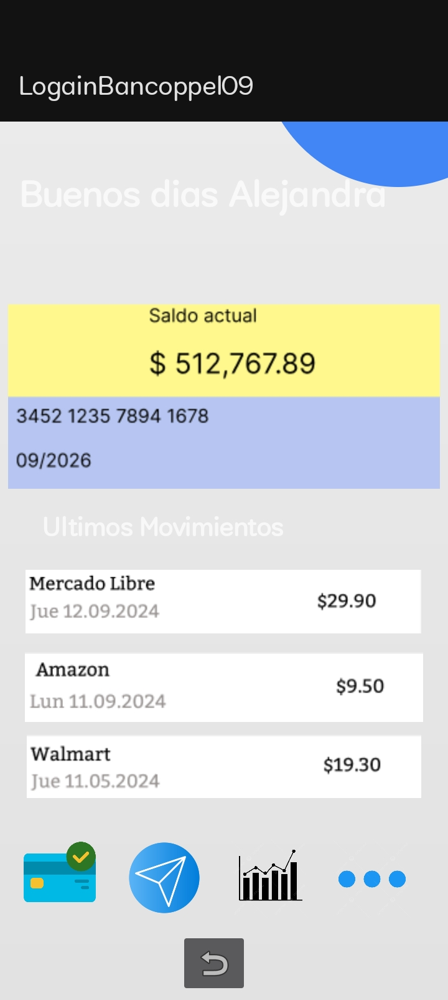 LogainBancoppel09
Buenos dias Alejandra
Saldo actual
$ 512,767.89
3452 1235 7894 1678
09/2026
Ultimos Movimientos
Mercado Libre
$29.90
Jue 12.09.2024
Amazon
$9.50
Lun 11.09.2024
Walmart
$19.30
Jue 11.05.2024